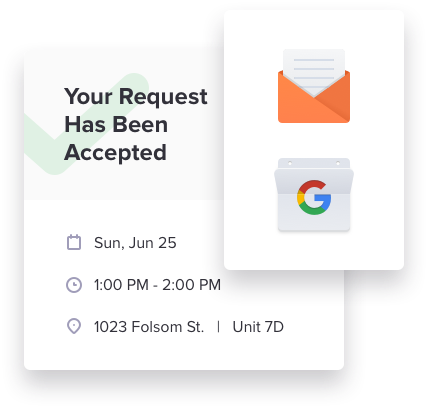 Your Request
Has Been
Accepted
Sun, Jun 25
1:00 PM - 2:00 PM
1023 Folsom St. | Unit 7D